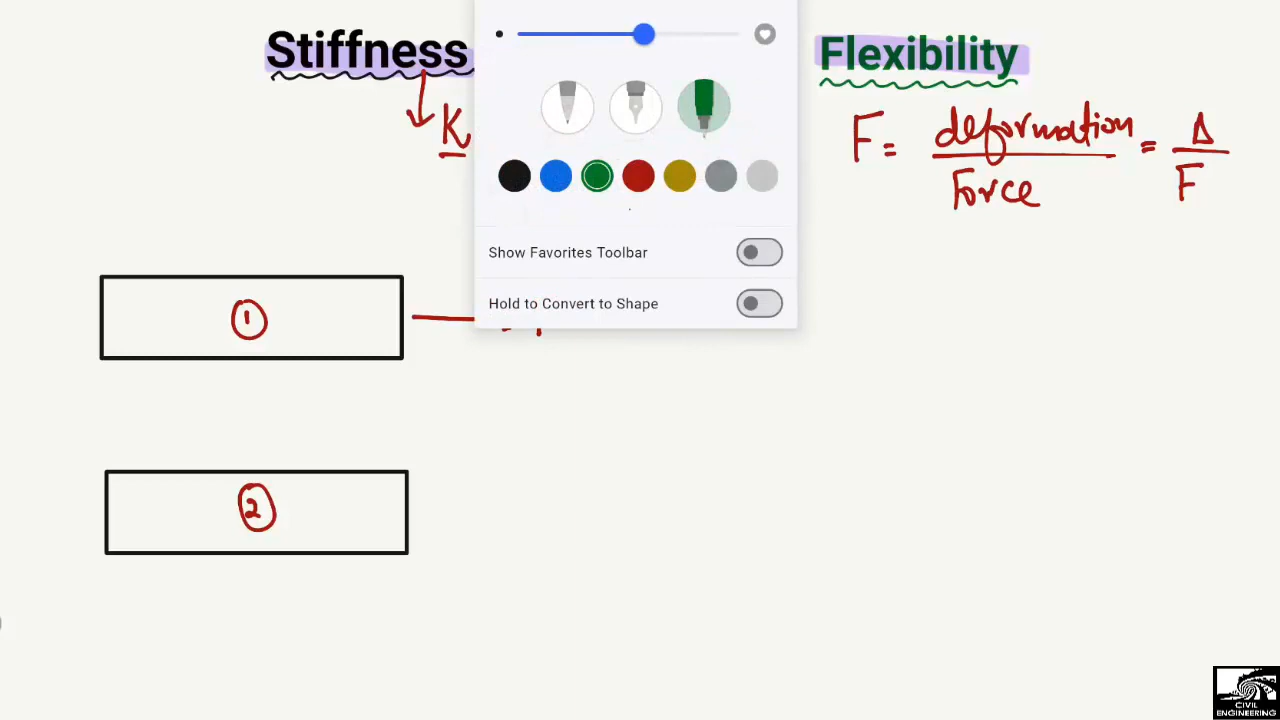 Stiffness
Flexibility
K
F = deformation / Force = Δ / F
Show Favorites Toolbar
Hold to Convert to Shape
1
2
CIVIL
ENGINEERING